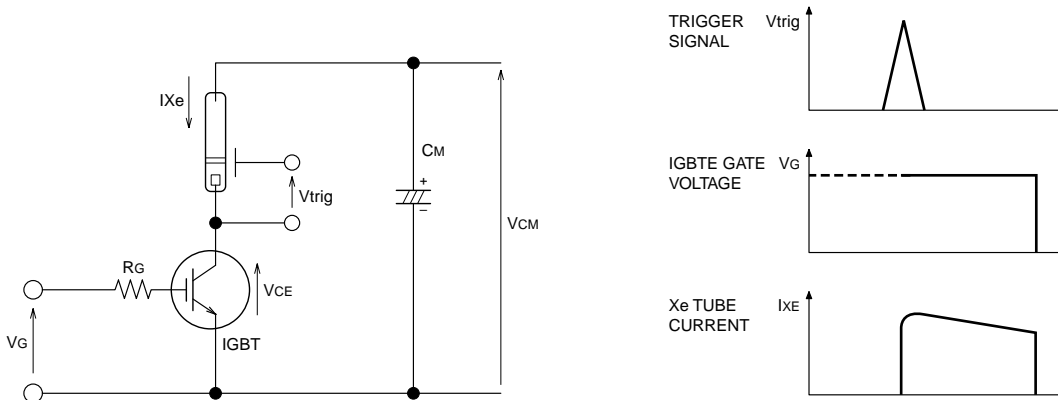 IXe
Vtrig
CM
+
–
VCM
RG
VCE
VG
IGBT
TRIGGER
SIGNAL
Vtrig
IGBTE GATE
VOLTAGE
VG
Xe TUBE
CURRENT
IXE